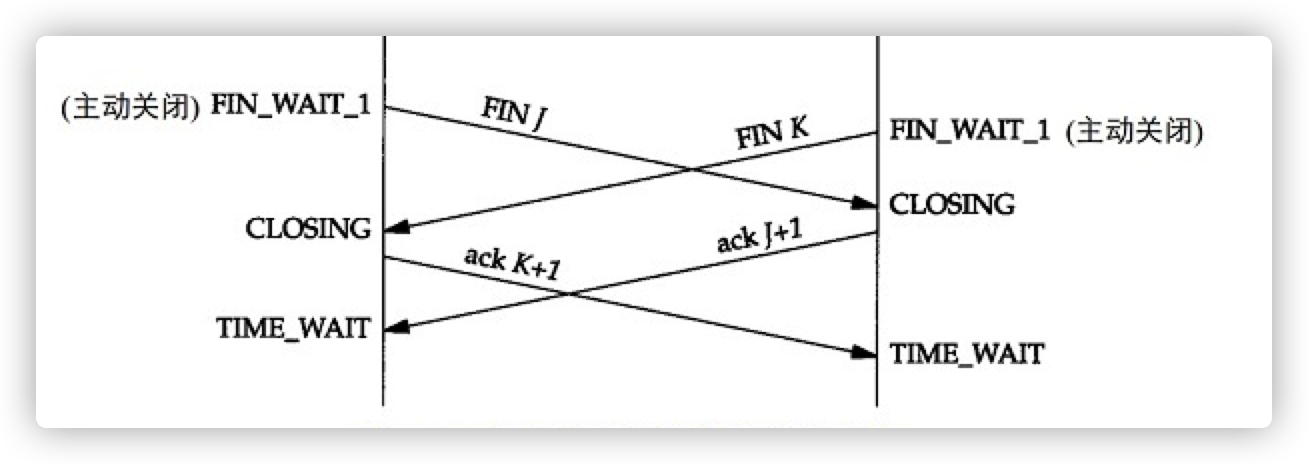 (主动关闭) FIN_WAIT_1
FIN J
FIN K
FIN_WAIT_1 (主动关闭)
CLOSING
CLOSING
ack K+1
ack J+1
TIME_WAIT
TIME_WAIT